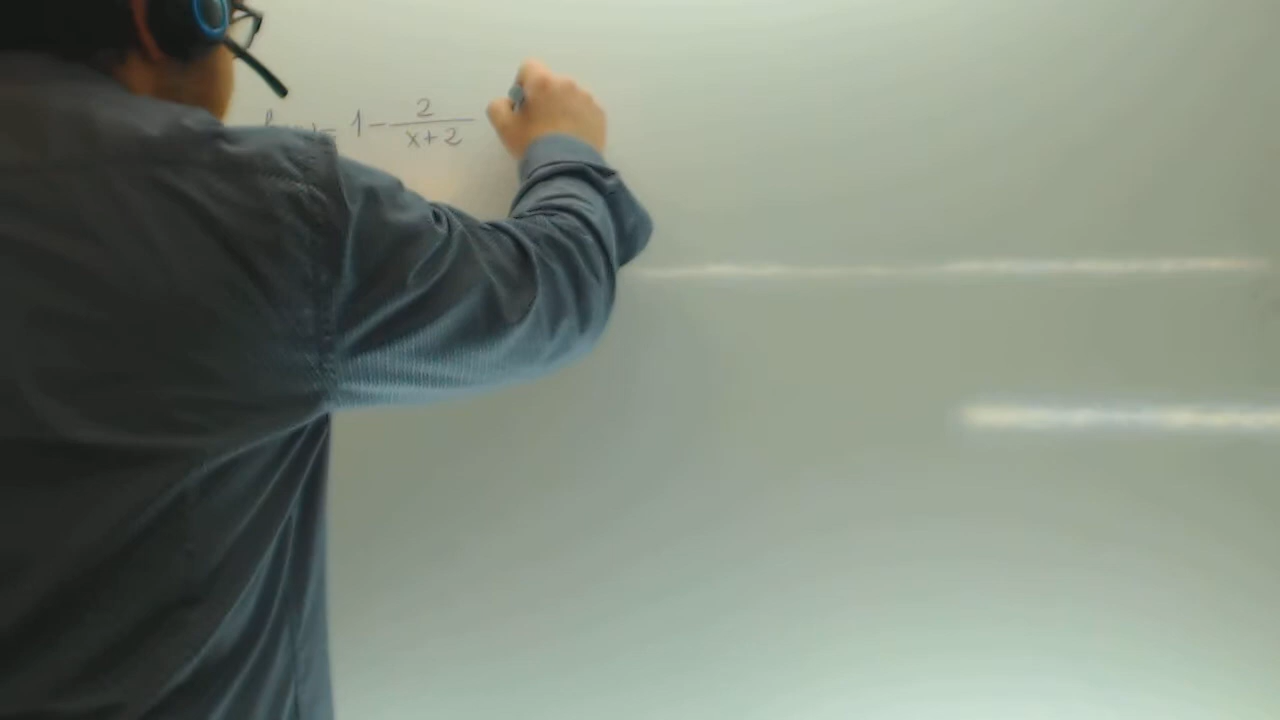 = 1 - 2/(x+2)